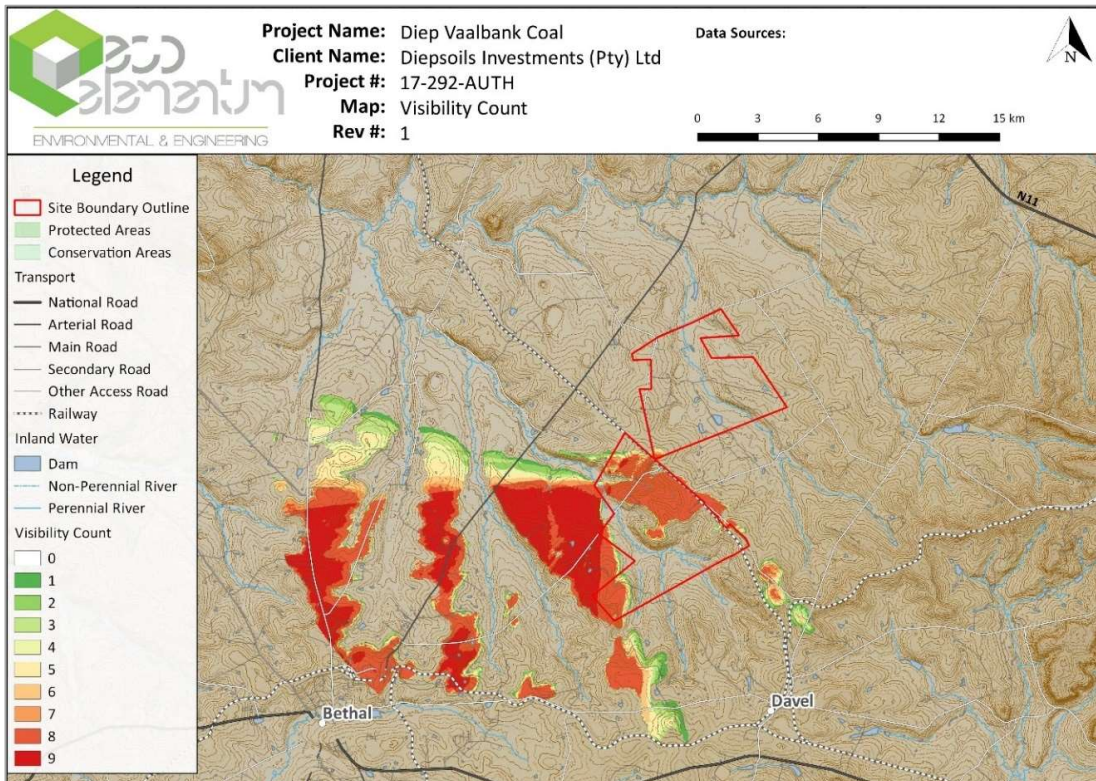 eco
elementum
ENVIRONMENTAL & ENGINEERING
Project Name: Diep Vaalbank Coal
Client Name: Diepsoils Investments (Pty) Ltd
Project #: 17-292-AUTH
Map: Visibility Count
Rev #: 1
Data Sources:
0 3 6 9 12 15 km
N
Legend
Site Boundary Outline
Protected Areas
Conservation Areas
Transport
National Road
Arterial Road
Main Road
Secondary Road
Other Access Road
Railway
Inland Water
Dam
Non-Perennial River
Perennial River
Visibility Count
0
1
2
3
4
5
6
7
8
9
N11
Bethal
Davel